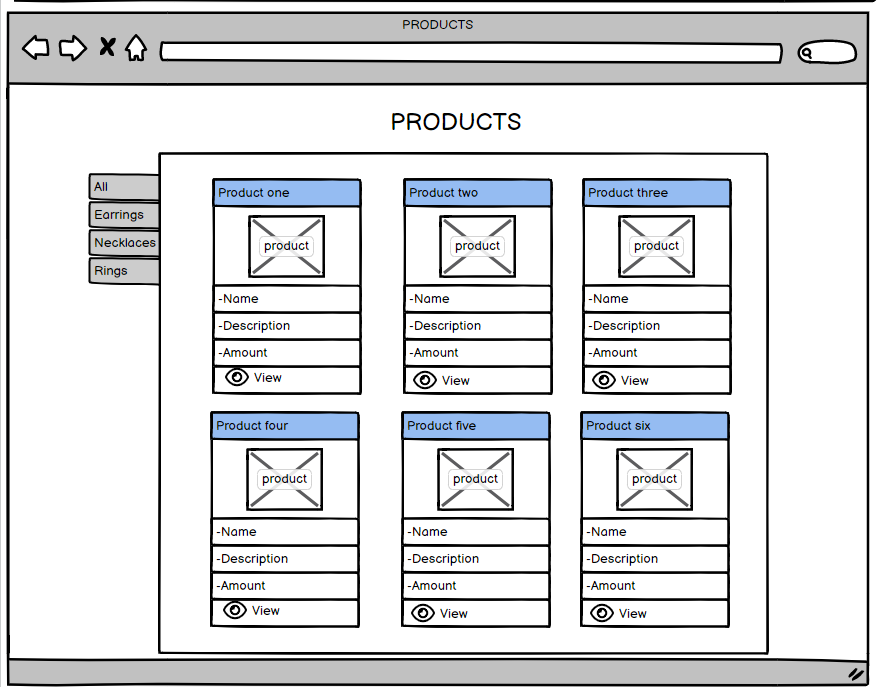 PRODUCTS
PRODUCTS
All
Earrings
Necklaces
Rings
Product one
product
-Name
-Description
-Amount
View
Product two
product
-Name
-Description
-Amount
View
Product three
product
-Name
-Description
-Amount
View
Product four
product
-Name
-Description
-Amount
View
Product five
product
-Name
-Description
-Amount
View
Product six
product
-Name
-Description
-Amount
View